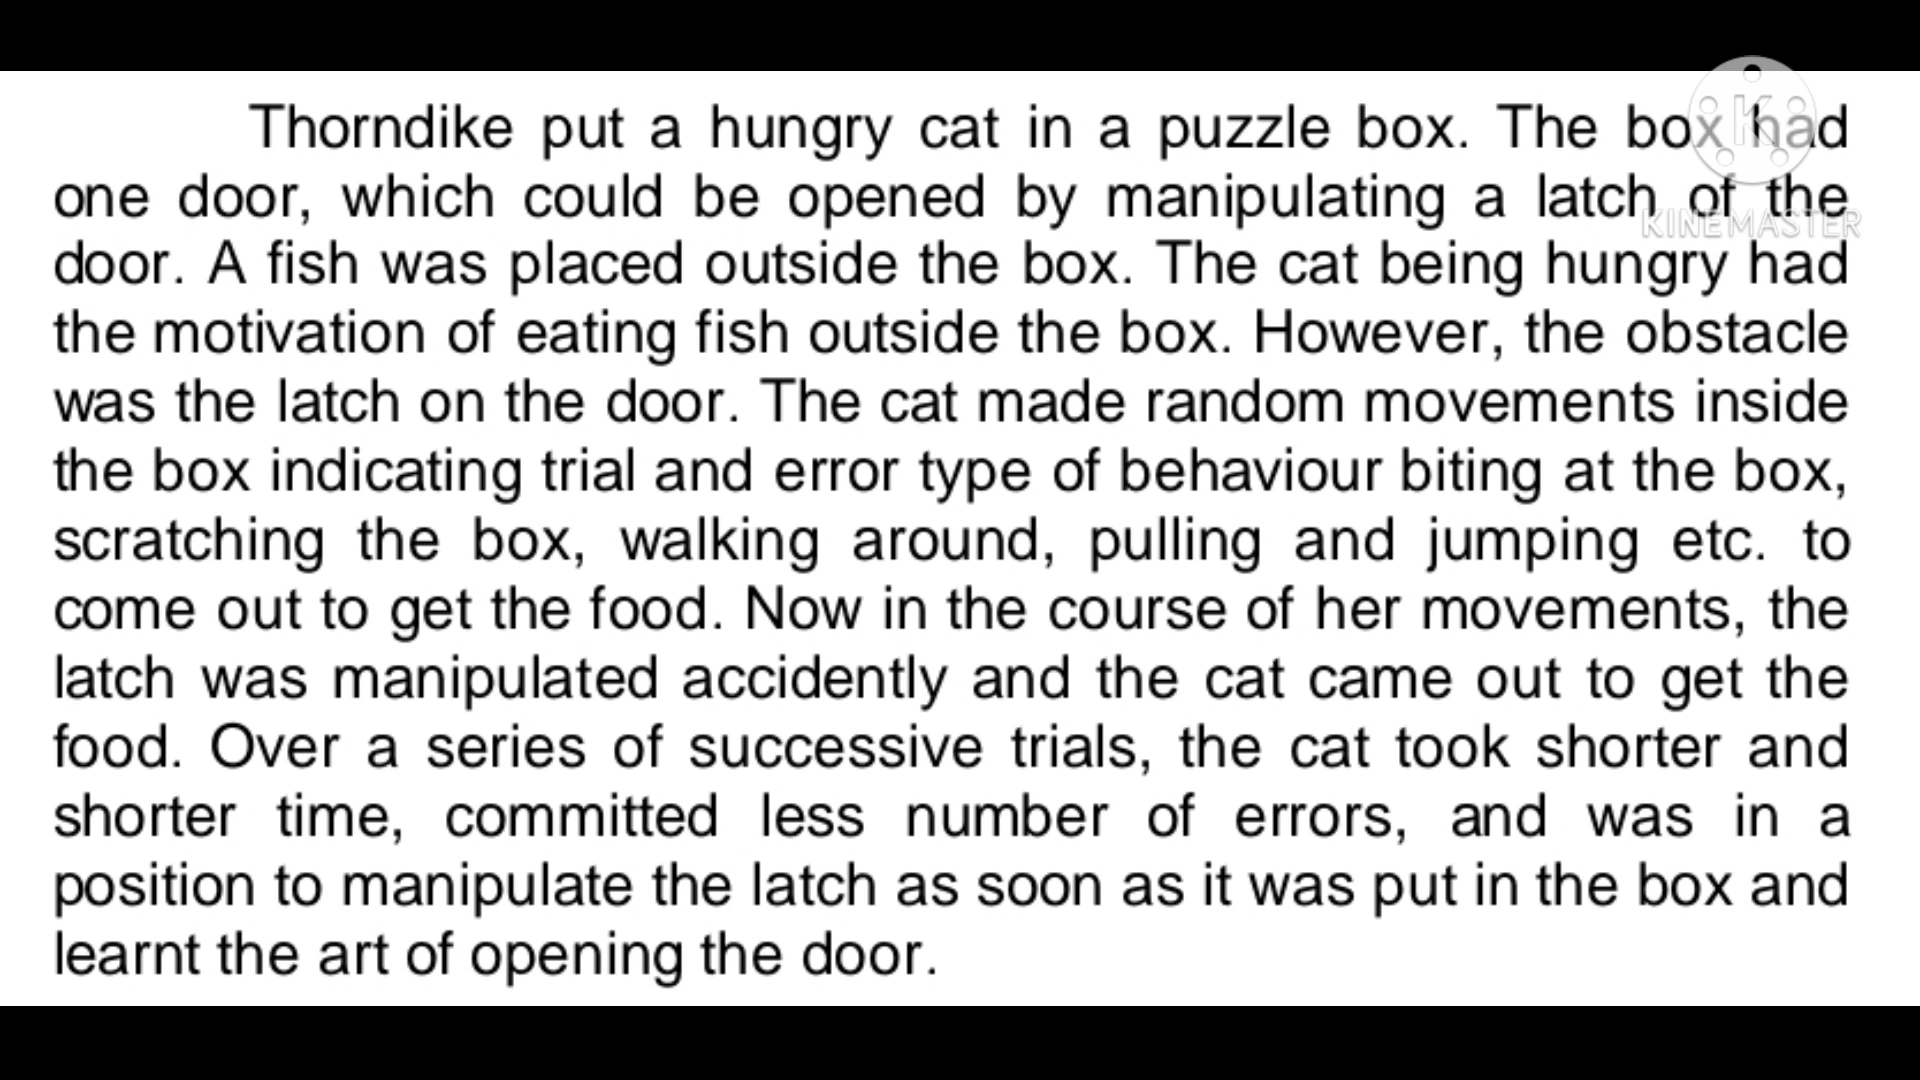 Thorndike put a hungry cat in a puzzle box. The box had
one door, which could be opened by manipulating a latch of the
door. A fish was placed outside the box. The cat being hungry had
the motivation of eating fish outside the box. However, the obstacle
was the latch on the door. The cat made random movements inside
the box indicating trial and error type of behaviour biting at the box,
scratching the box, walking around, pulling and jumping etc. to
come out to get the food. Now in the course of her movements, the
latch was manipulated accidently and the cat came out to get the
food. Over a series of successive trials, the cat took shorter and
shorter time, committed less number of errors, and was in a
position to manipulate the latch as soon as it was put in the box and
learnt the art of opening the door.
K
KINEMASTER